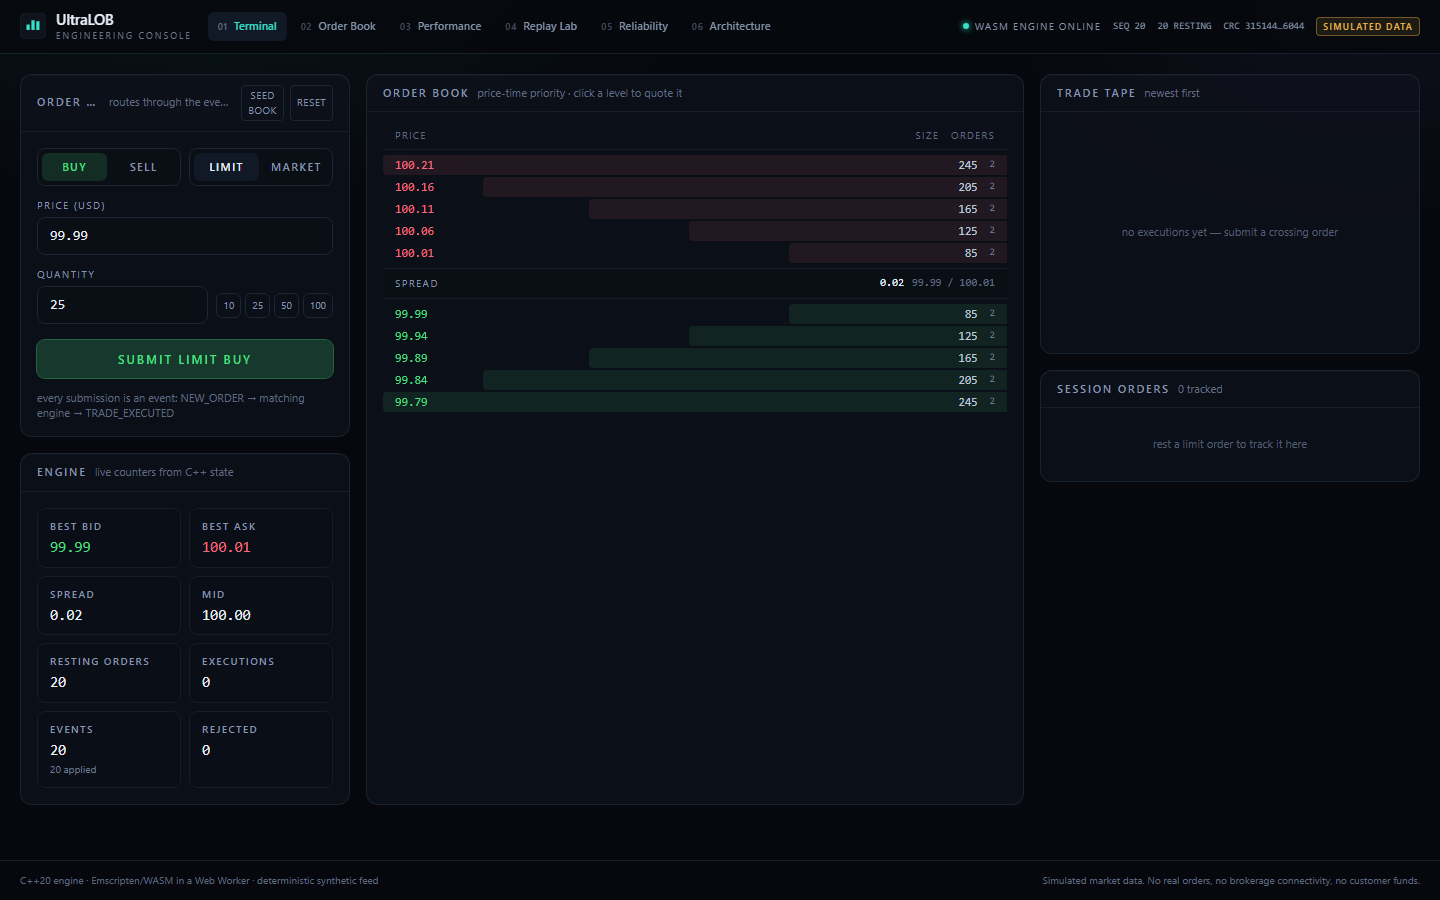 UltraLOB
ENGINEERING CONSOLE
01 Terminal
02 Order Book
03 Performance
04 Replay Lab
05 Reliability
06 Architecture
WASM ENGINE ONLINE
SEQ 20
20 RESTING
CRC 315144…6044
SIMULATED DATA
ORDER …
routes through the eve…
SEED
BOOK
RESET
BUY
SELL
LIMIT
MARKET
PRICE (USD)
99.99
QUANTITY
25
10
25
50
100
SUBMIT LIMIT BUY
every submission is an event: NEW_ORDER → matching
engine → TRADE_EXECUTED
ENGINE live counters from C++ state
BEST BID
99.99
BEST ASK
100.01
SPREAD
0.02
MID
100.00
RESTING ORDERS
20
EXECUTIONS
0
EVENTS
20
20 applied
REJECTED
0
ORDER BOOK price-time priority · click a level to quote it
PRICE SIZE ORDERS
100.21 245 2
100.16 205 2
100.11 165 2
100.06 125 2
100.01 85 2
SPREAD 0.02 99.99 / 100.01
99.99 85 2
99.94 125 2
99.89 165 2
99.84 205 2
99.79 245 2
TRADE TAPE newest first
no executions yet — submit a crossing order
SESSION ORDERS 0 tracked
rest a limit order to track it here
C++20 engine · Emscripten/WASM in a Web Worker · deterministic synthetic feed
Simulated market data. No real orders, no brokerage connectivity, no customer funds.